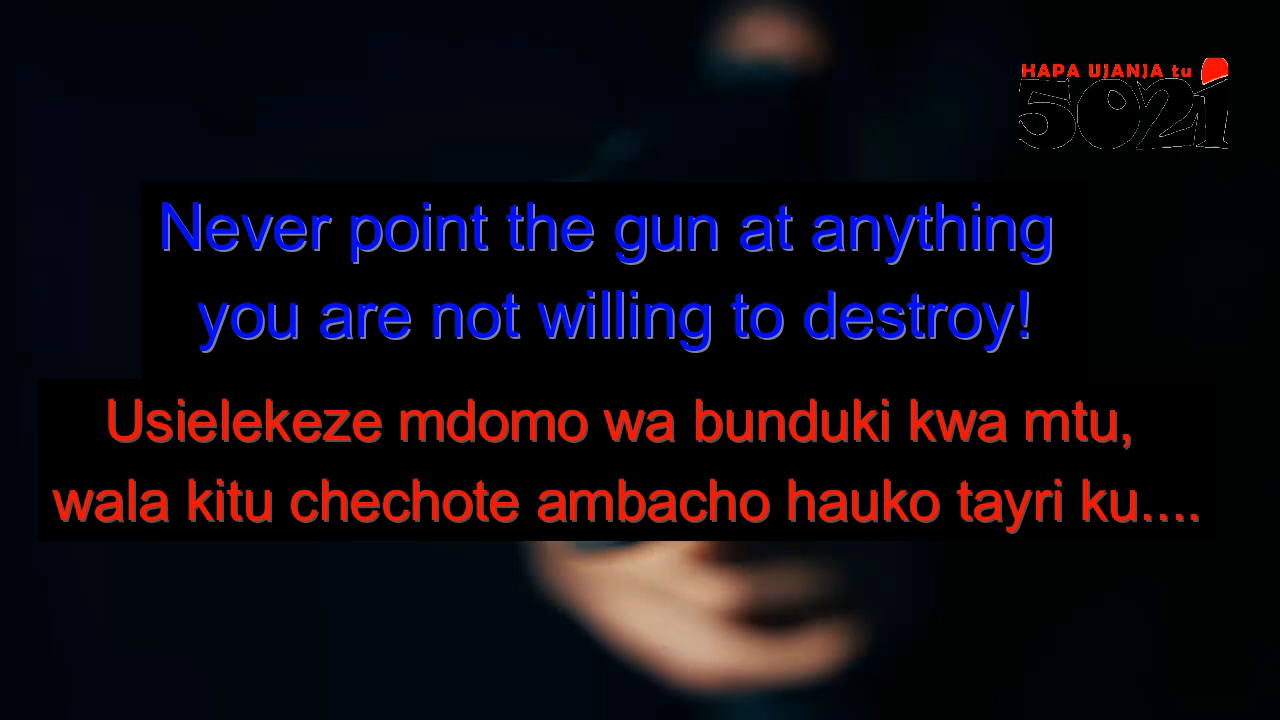 HAPA UJANJA tu
5021
Never point the gun at anything
you are not willing to destroy!
Usielekeze mdomo wa bunduki kwa mtu,
wala kitu chechote ambacho hauko tayri ku....